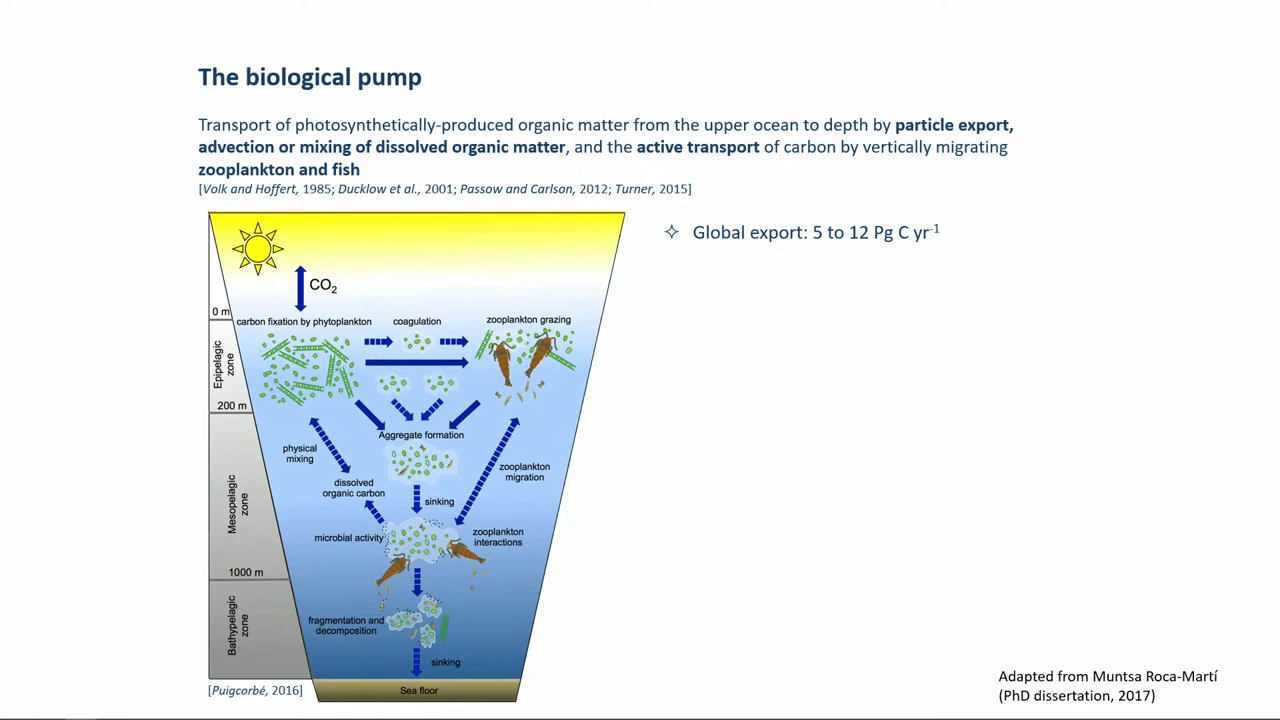 The biological pump
Transport of photosynthetically-produced organic matter from the upper ocean to depth by particle export,
advection or mixing of dissolved organic matter, and the active transport of carbon by vertically migrating
zooplankton and fish
[Volk and Hoffert, 1985; Ducklow et al., 2001; Passow and Carlson, 2012; Turner, 2015]
✧ Global export: 5 to 12 Pg C yr⁻¹
CO₂
0 m
carbon fixation by phytoplankton
coagulation
zooplankton grazing
Epipelagic
zone
200 m
Aggregate formation
physical
mixing
zooplankton
migration
dissolved
organic carbon
sinking
Mesopelagic
zone
microbial activity
zooplankton
interactions
1000 m
Bathypelagic
zone
fragmentation and
decomposition
sinking
[Puigcorbé, 2016]
Sea floor
Adapted from Muntsa Roca-Martí
(PhD dissertation, 2017)